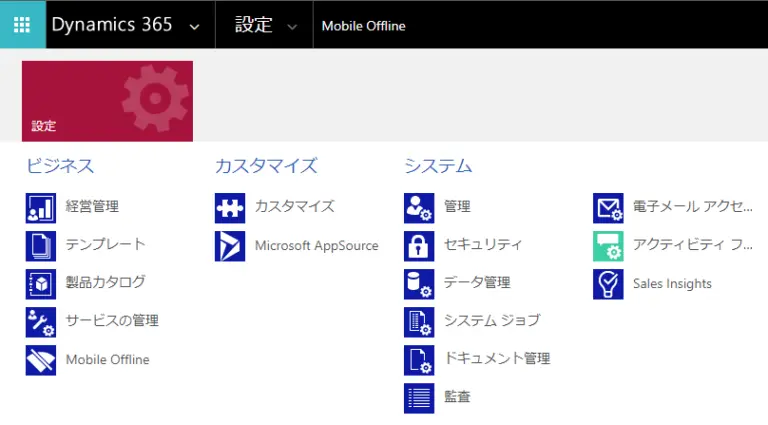 Dynamics 365
設定
Mobile Offline
設定
ビジネス
経営管理
テンプレート
製品カタログ
サービスの管理
Mobile Offline
カスタマイズ
カスタマイズ
Microsoft AppSource
システム
管理
セキュリティ
データ管理
システム ジョブ
ドキュメント管理
監査
電子メール アクセ...
アクティビティ フ...
Sales Insights